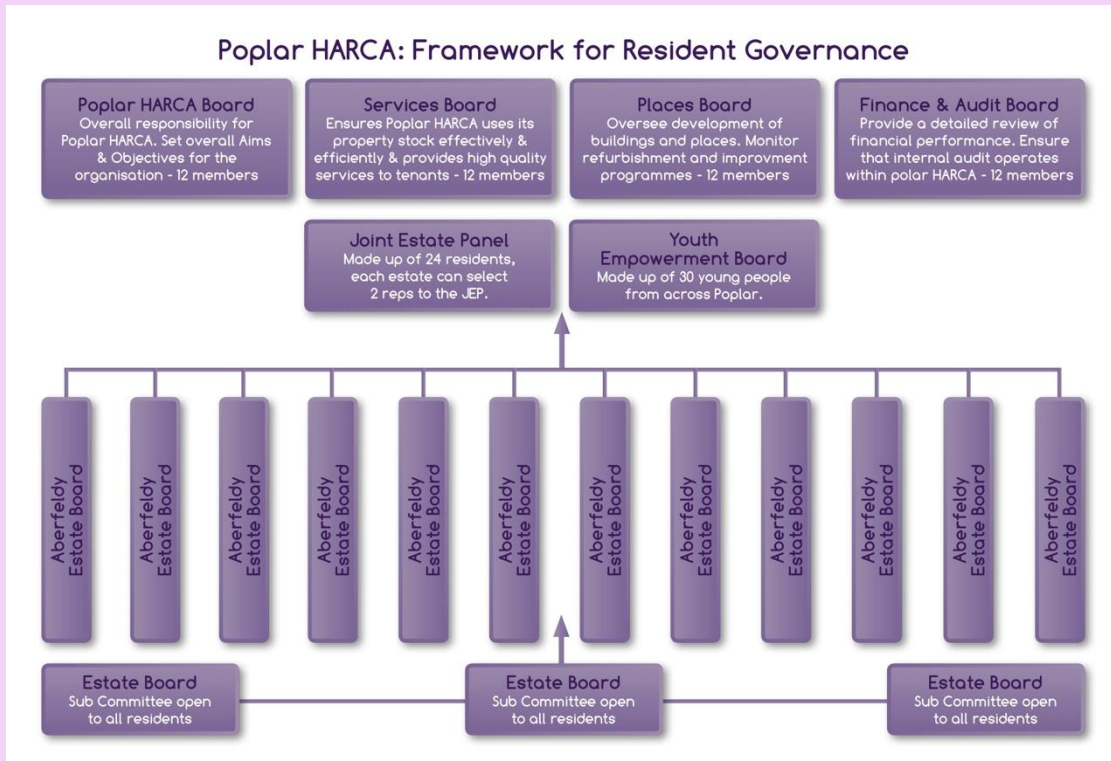 Poplar HARCA: Framework for Resident Governance
Poplar HARCA Board
Overall responsibility for
Poplar HARCA. Set overall Aims
& Objectives for the
organisation - 12 members
Services Board
Ensures Poplar HARCA uses its
property stock effectively &
efficiently & provides high quality
services to tenants - 12 members
Places Board
Oversee development of
buildings and places. Monitor
refurbishment and improvment
programmes - 12 members
Finance & Audit Board
Provide a detailed review of
financial performance. Ensure
that internal audit operates
within polar HARCA - 12 members
Joint Estate Panel
Made up of 24 residents,
each estate can select
2 reps to the JEP.
Youth
Empowerment Board
Made up of 30 young people
from across Poplar.
Aberfeldy
Estate Board
Aberfeldy
Estate Board
Aberfeldy
Estate Board
Aberfeldy
Estate Board
Aberfeldy
Estate Board
Aberfeldy
Estate Board
Aberfeldy
Estate Board
Aberfeldy
Estate Board
Aberfeldy
Estate Board
Aberfeldy
Estate Board
Aberfeldy
Estate Board
Aberfeldy
Estate Board
Estate Board
Sub Committee open
to all residents
Estate Board
Sub Committee open
to all residents
Estate Board
Sub Committee open
to all residents